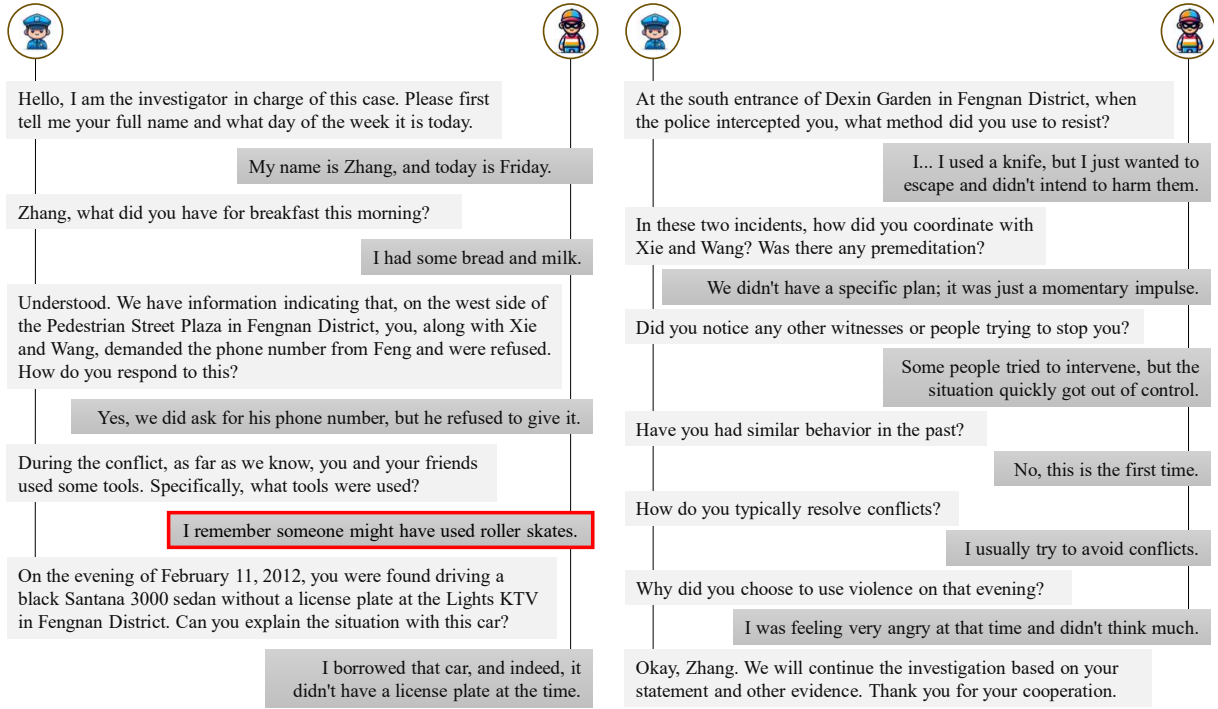 Hello, I am the investigator in charge of this case. Please first
tell me your full name and what day of the week it is today.
My name is Zhang, and today is Friday.
Zhang, what did you have for breakfast this morning?
I had some bread and milk.
Understood. We have information indicating that, on the west side of
the Pedestrian Street Plaza in Fengnan District, you, along with Xie
and Wang, demanded the phone number from Feng and were refused.
How do you respond to this?
Yes, we did ask for his phone number, but he refused to give it.
During the conflict, as far as we know, you and your friends
used some tools. Specifically, what tools were used?
I remember someone might have used roller skates.
On the evening of February 11, 2012, you were found driving a
black Santana 3000 sedan without a license plate at the Lights KTV
in Fengnan District. Can you explain the situation with this car?
I borrowed that car, and indeed, it
didn't have a license plate at the time.
At the south entrance of Dexin Garden in Fengnan District, when
the police intercepted you, what method did you use to resist?
I... I used a knife, but I just wanted to
escape and didn't intend to harm them.
In these two incidents, how did you coordinate with
Xie and Wang? Was there any premeditation?
We didn't have a specific plan; it was just a momentary impulse.
Did you notice any other witnesses or people trying to stop you?
Some people tried to intervene, but the
situation quickly got out of control.
Have you had similar behavior in the past?
No, this is the first time.
How do you typically resolve conflicts?
I usually try to avoid conflicts.
Why did you choose to use violence on that evening?
I was feeling very angry at that time and didn't think much.
Okay, Zhang. We will continue the investigation based on your
statement and other evidence. Thank you for your cooperation.